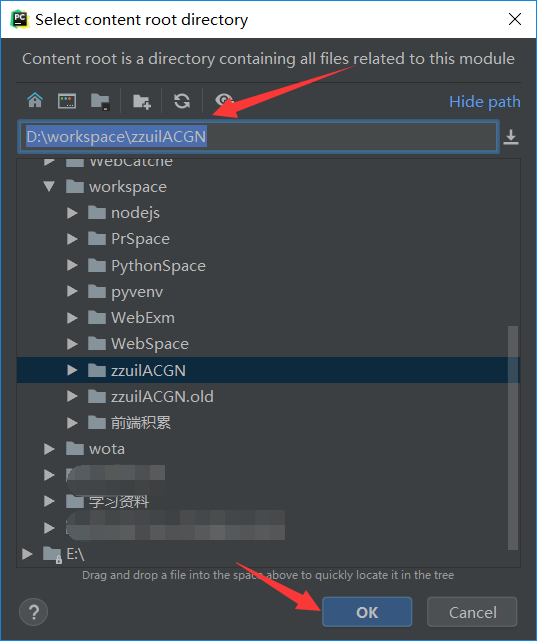 PC
Select content root directory
Content root is a directory containing all files related to this module
Hide path
D:\workspace\zzuilACGN
WebCatche
workspace
nodejs
PrSpace
PythonSpace
pyvenv
WebExm
WebSpace
zzuilACGN
zzuilACGN.old
前端积累
wota
学习资料
E:\
Drag and drop a file into the space above to quickly locate it in the tree
?
OK
Cancel